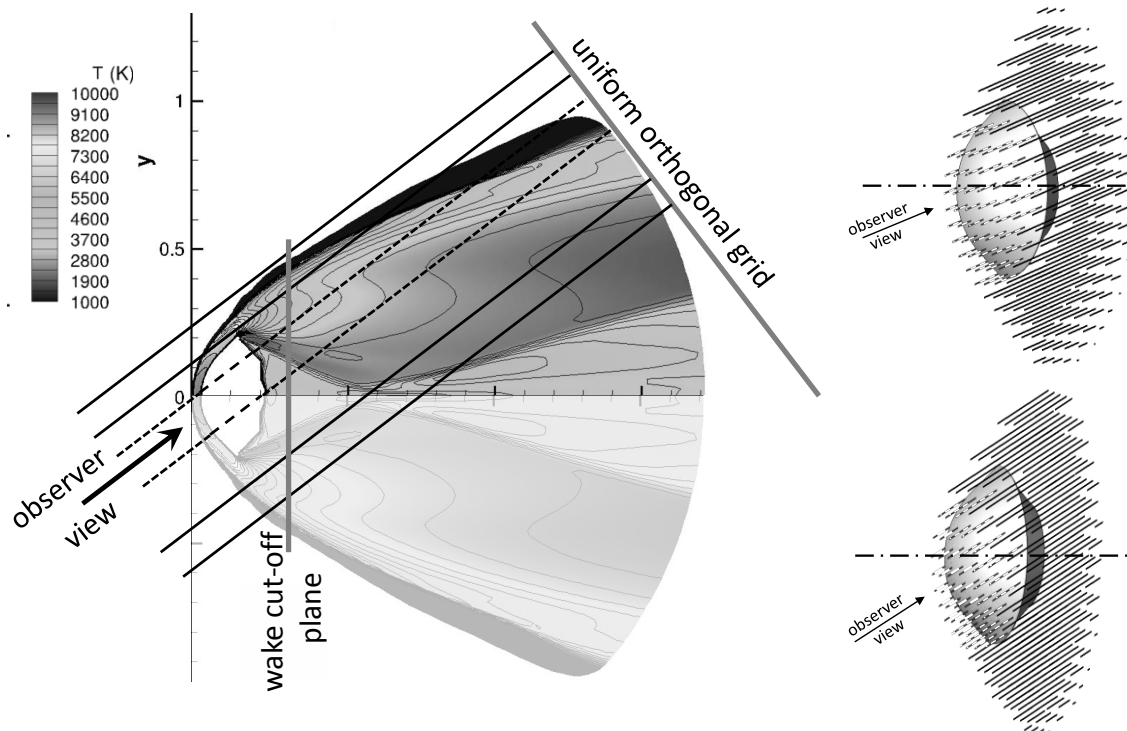 T (K)
10000
9100
8200
7300
6400
5500
4600
3700
2800
1900
1000
y
1
0.5
0
uniform orthogonal grid
observer
view
wake cut-off
plane
observer
view
observer
view